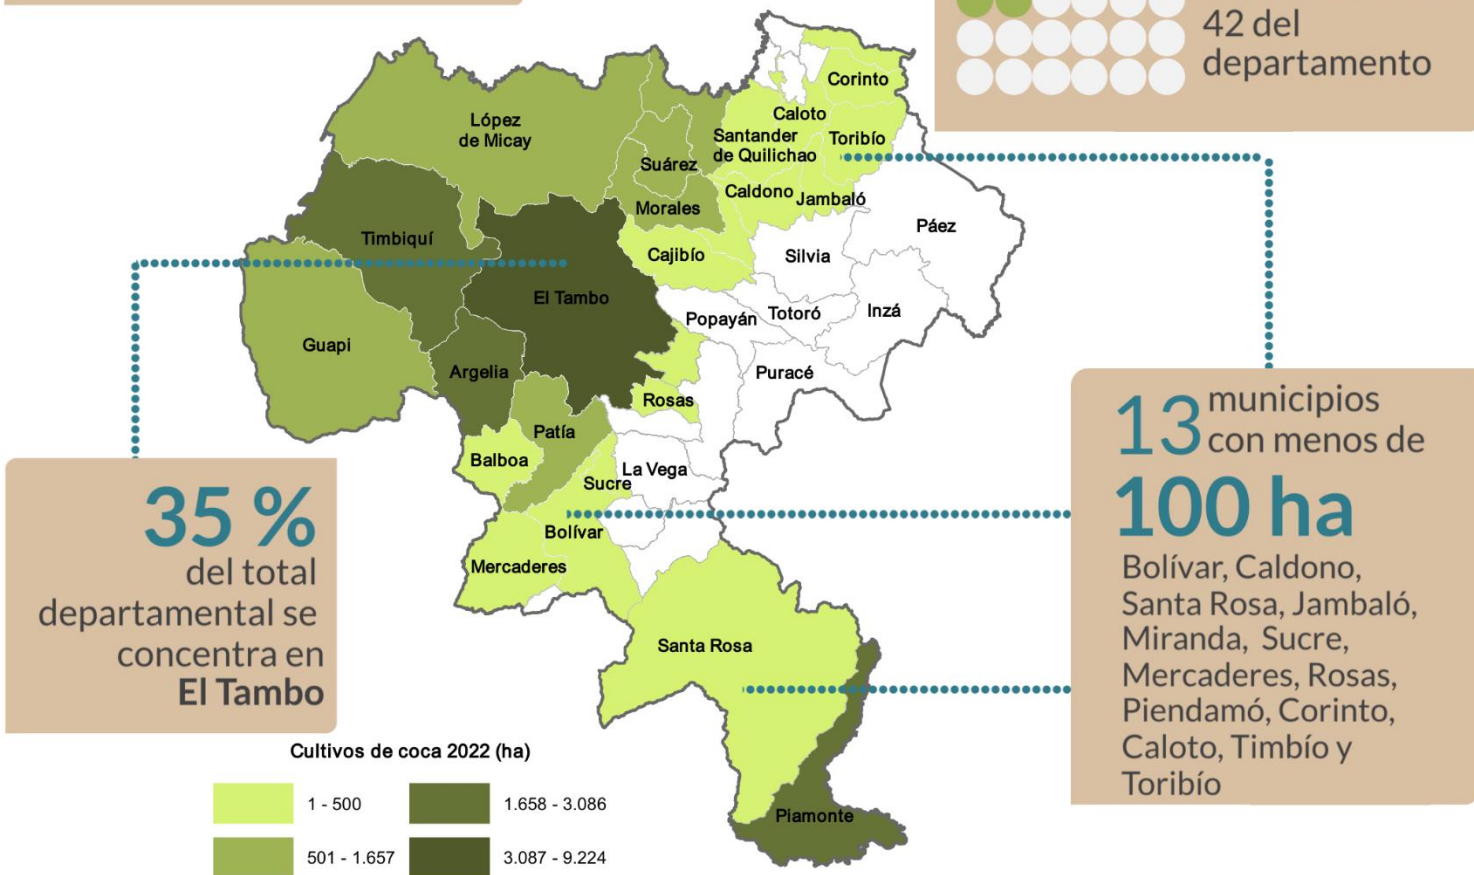 42 del
departamento
Corinto
López
de Micay
Caloto
Santander
de Quilichao
Toribío
Suárez
Caldono
Jambaló
Morales
Páez
Timbiquí
Cajibío
Silvia
El Tambo
Popayán
Totoró
Inzá
Guapi
Argelia
Puracé
Rosas
Patía
Balboa
La Vega
Sucre
Bolívar
Mercaderes
Santa Rosa
Piamonte
35 %
del total
departamental se
concentra en
El Tambo
13 municipios
con menos de
100 ha
Bolívar, Caldono,
Santa Rosa, Jambaló,
Miranda, Sucre,
Mercaderes, Rosas,
Piendamó, Corinto,
Caloto, Timbío y
Toribío
Cultivos de coca 2022 (ha)
1 - 500
1.658 - 3.086
501 - 1.657
3.087 - 9.224